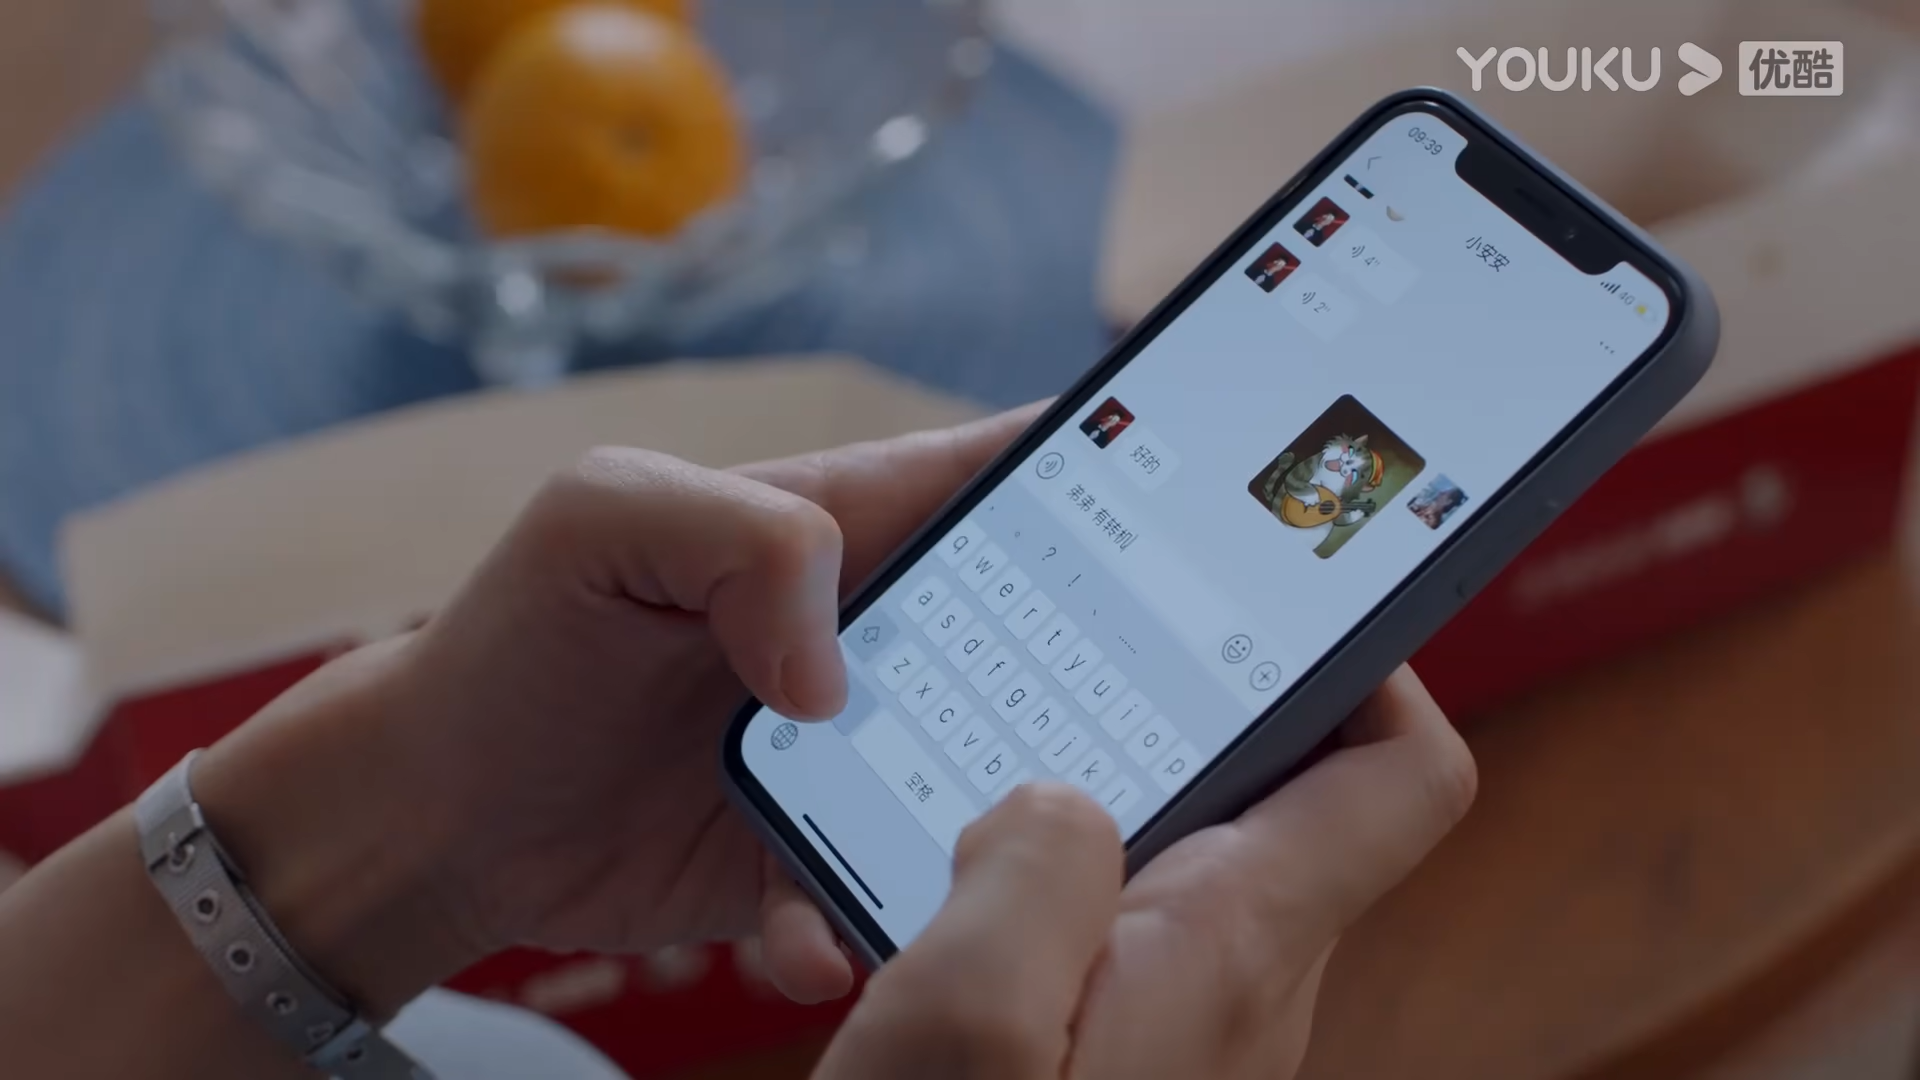 YOUKU 优酷
09:39
小安安
4G
4"
2"
好的
弟弟 有转机
， 。 ? ! 、 ……
q w e r t y u i o p
a s d f g h j k l
z x c v b
空格